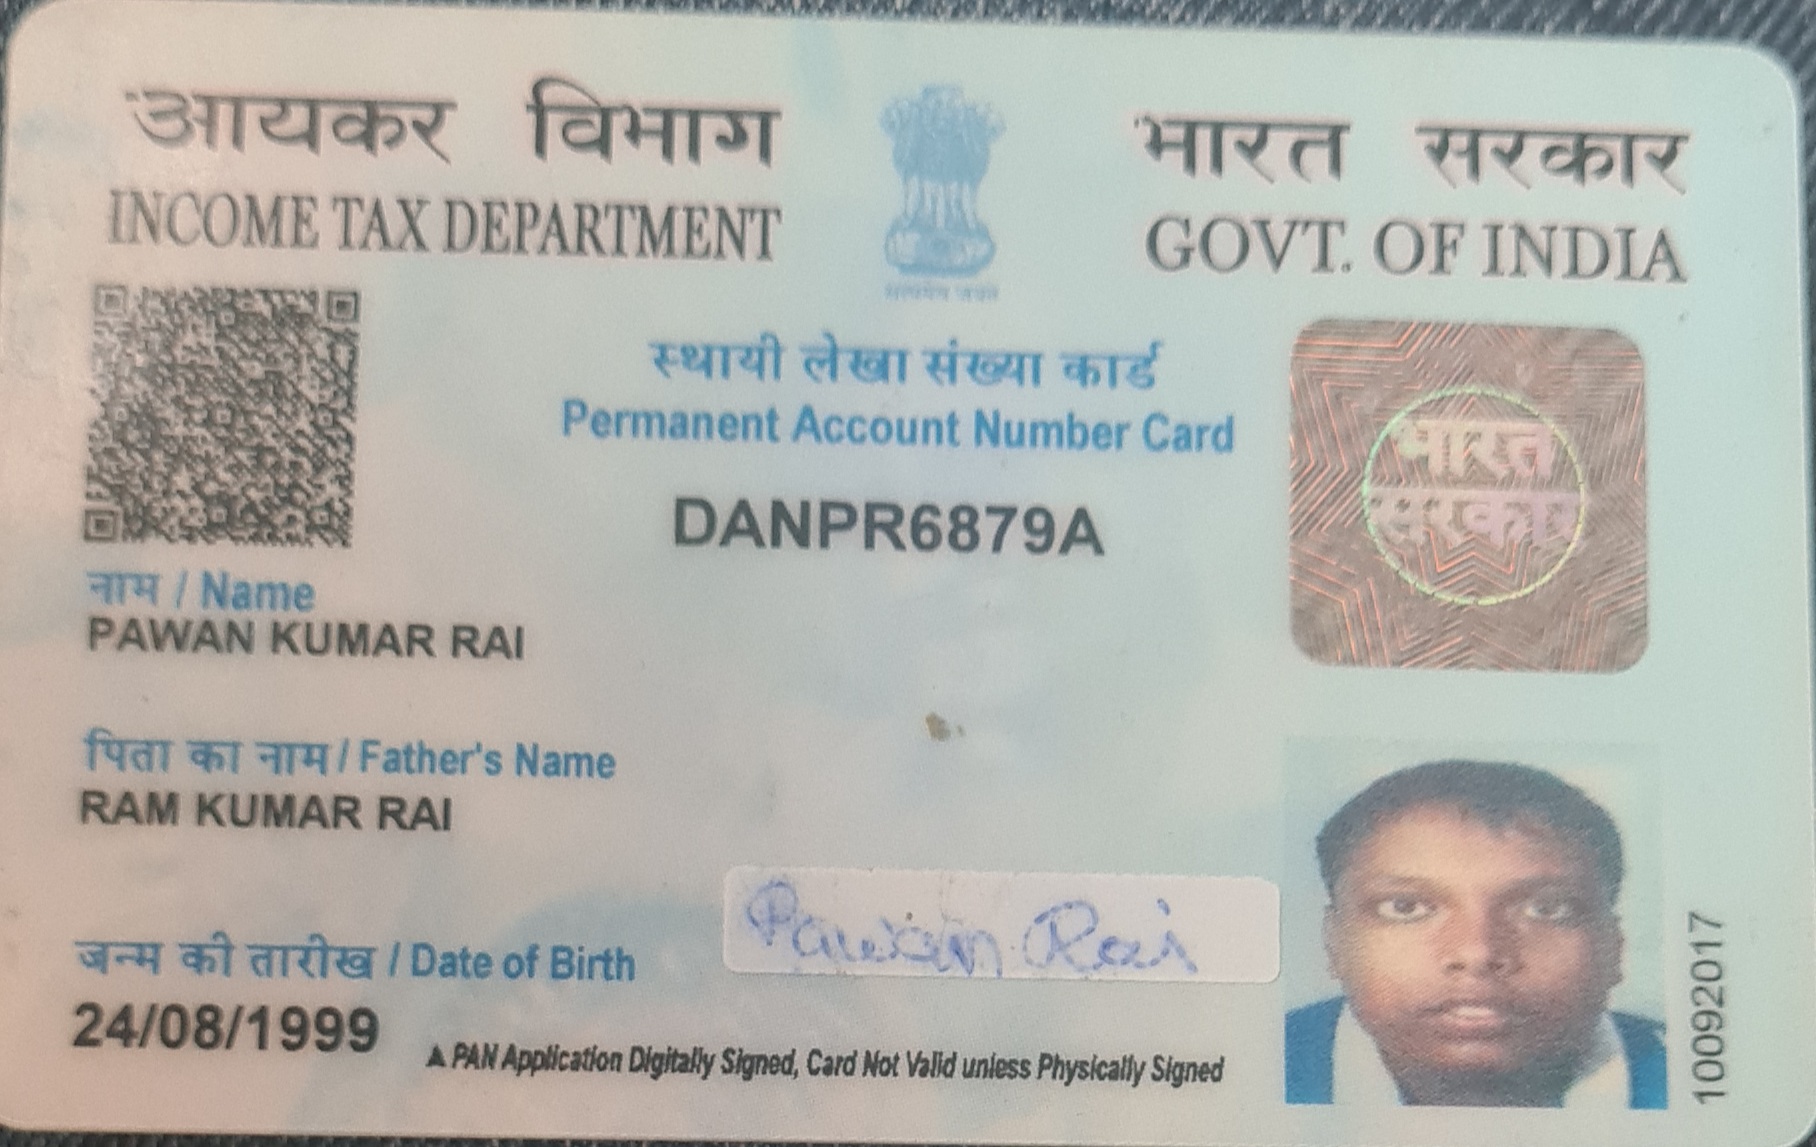 आयकर विभाग
INCOME TAX DEPARTMENT
सत्यमेव जयते
भारत सरकार
GOVT. OF INDIA
स्थायी लेखा संख्या कार्ड
Permanent Account Number Card
DANPR6879A
भारत
सरकार
नाम / Name
PAWAN KUMAR RAI
पिता का नाम / Father's Name
RAM KUMAR RAI
जन्म की तारीख / Date of Birth
24/08/1999
Pawan Rai
PAN Application Digitally Signed, Card Not Valid unless Physically Signed
10092017